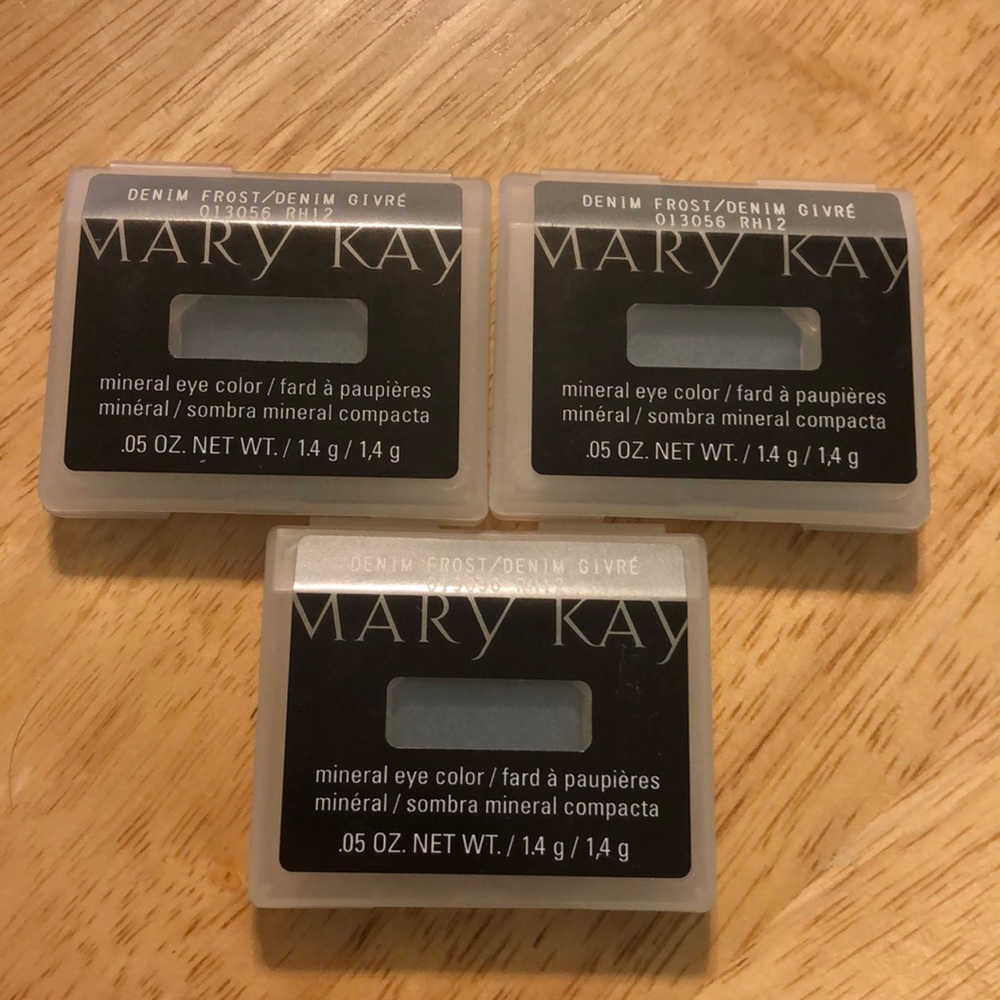 DENIM FROST/DENIM GIVRÉ
013056 RH12
MARY KAY
mineral eye color / fard à paupières
minéral / sombra mineral compacta
.05 OZ. NET WT. / 1.4 g / 1,4 g
DENIM FROST/DENIM GIVRÉ
013056 RH12
MARY KAY
mineral eye color / fard à paupières
minéral / sombra mineral compacta
.05 OZ. NET WT. / 1.4 g / 1,4 g
DENIM FROST/DENIM GIVRÉ
MARY KAY
mineral eye color / fard à paupières
minéral / sombra mineral compacta
.05 OZ. NET WT. / 1.4 g / 1,4 g